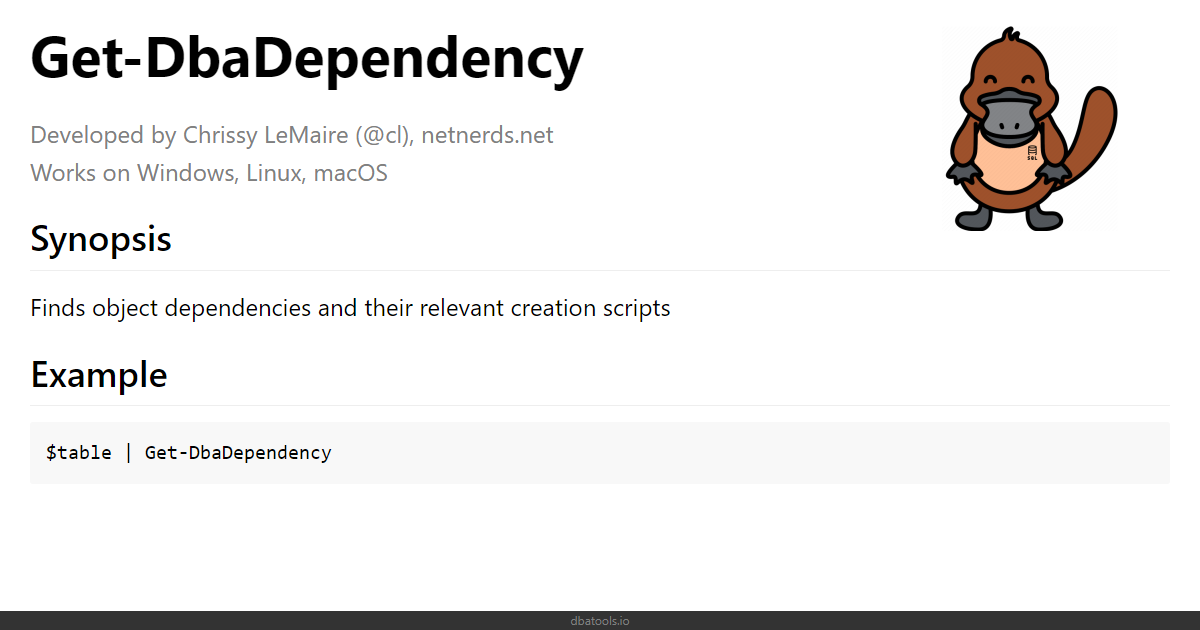 Get-DbaDependency
Developed by Chrissy LeMaire (@cl), netnerds.net
Works on Windows, Linux, macOS
SQL
Synopsis
Finds object dependencies and their relevant creation scripts
Example
$table | Get-DbaDependency
dbatools.io